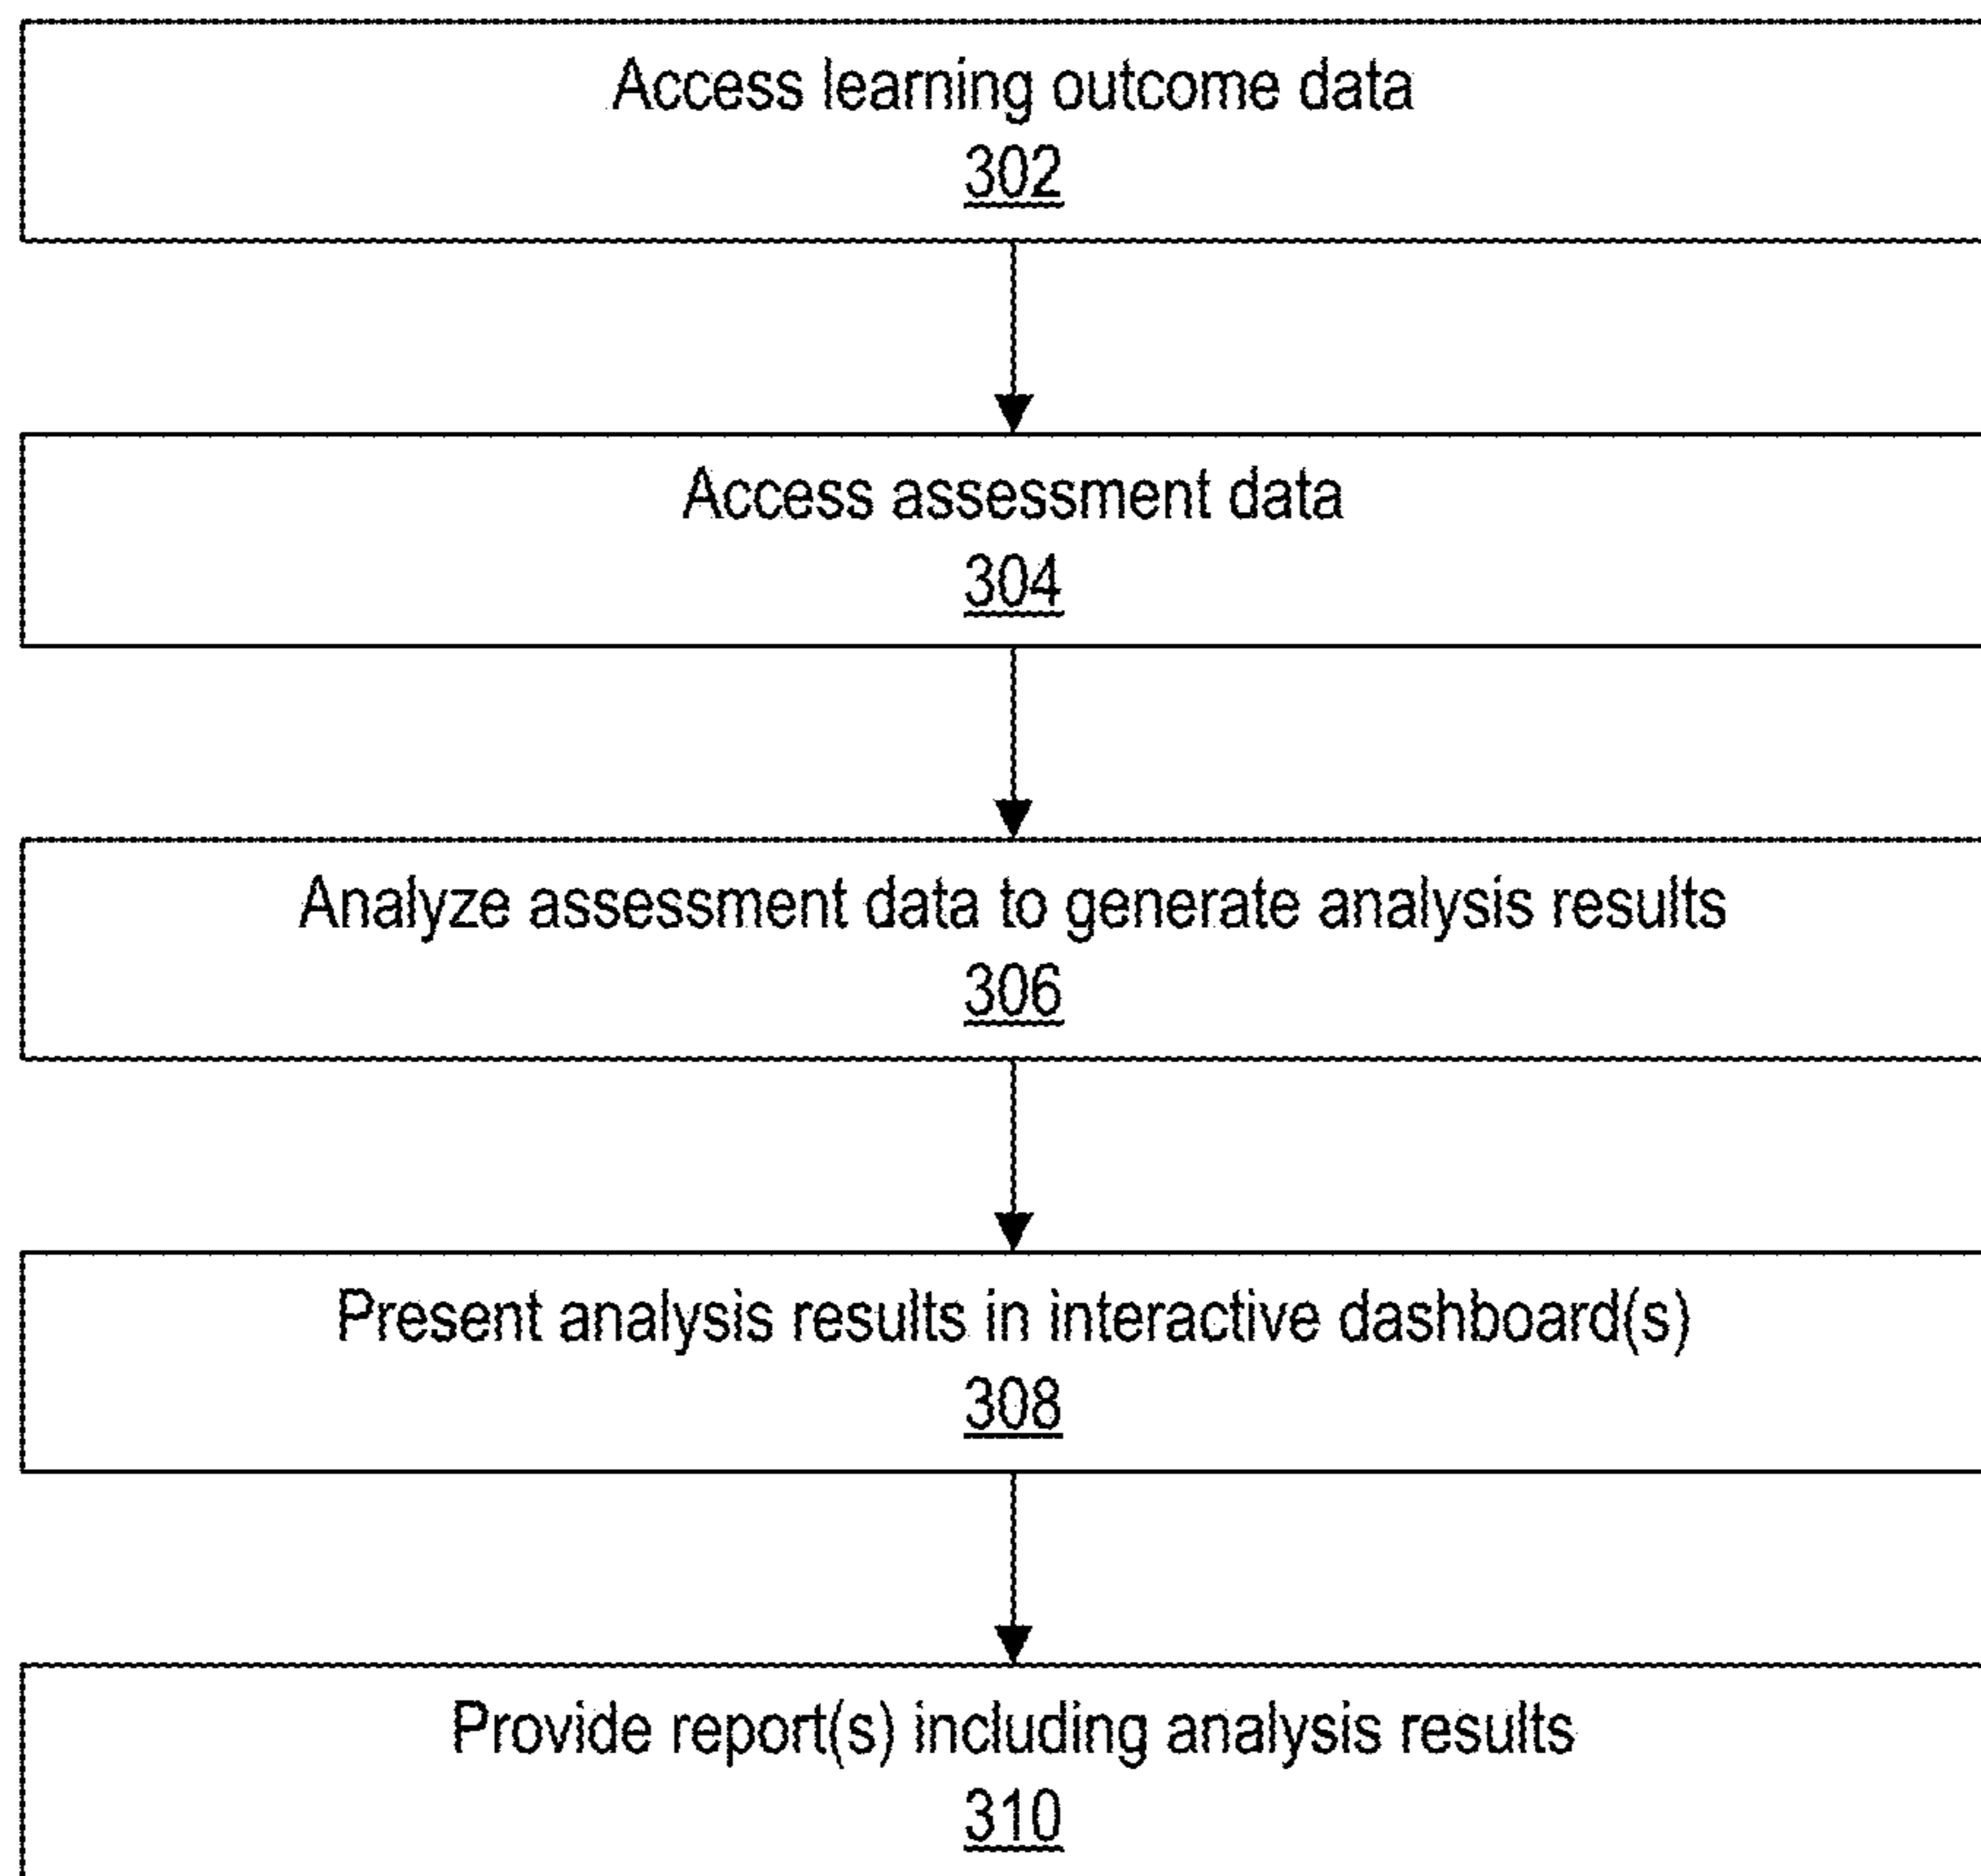 Access learning outcome data
302
Access assessment data
304
Analyze assessment data to generate analysis results
306
Present analysis results in interactive dashboard(s)
308
Provide report(s) including analysis results
310